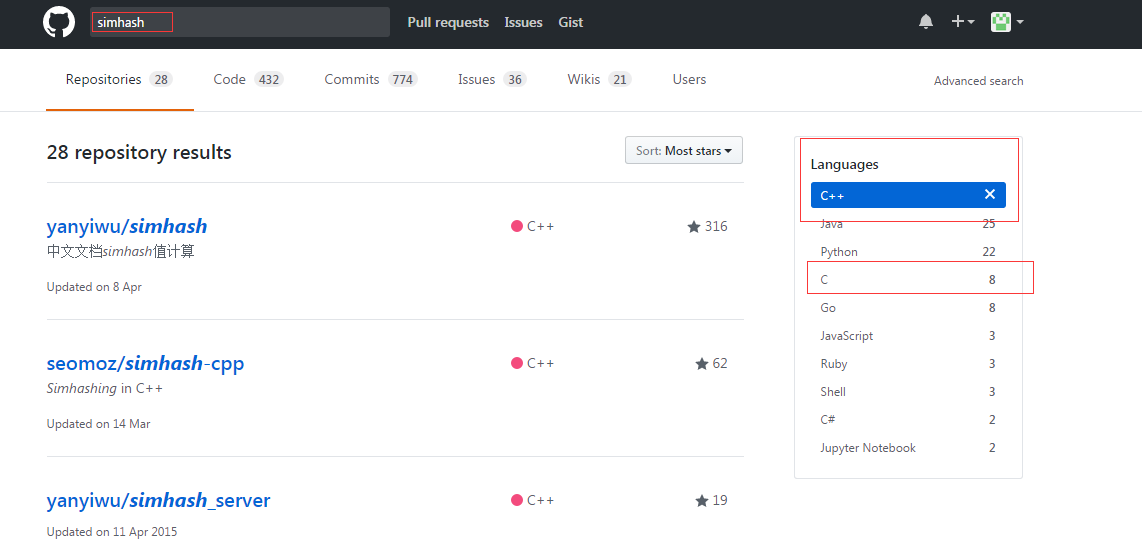 simhash Pull requests Issues Gist
Repositories 28 Code 432 Commits 774 Issues 36 Wikis 21 Users Advanced search
28 repository results Sort: Most stars
yanyiwu/simhash C++ 316
中文文档simhash值计算
Updated on 8 Apr
seomoz/simhash-cpp C++ 62
Simhashing in C++
Updated on 14 Mar
yanyiwu/simhash_server C++ 19
Updated on 11 Apr 2015
Languages
C++
Java 25
Python 22
C 8
Go 8
JavaScript 3
Ruby 3
Shell 3
C# 2
Jupyter Notebook 2